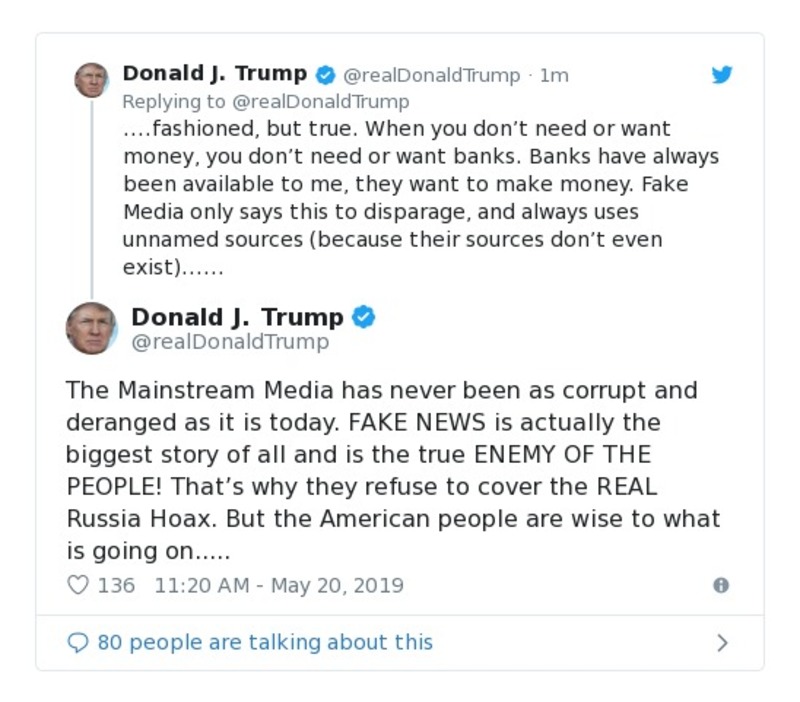 Donald J. Trump @realDonaldTrump · 1m
Replying to @realDonaldTrump
....fashioned, but true. When you don’t need or want
money, you don’t need or want banks. Banks have always
been available to me, they want to make money. Fake
Media only says this to disparage, and always uses
unnamed sources (because their sources don’t even
exist)......
Donald J. Trump
@realDonaldTrump
The Mainstream Media has never been as corrupt and
deranged as it is today. FAKE NEWS is actually the
biggest story of all and is the true ENEMY OF THE
PEOPLE! That’s why they refuse to cover the REAL
Russia Hoax. But the American people are wise to what
is going on.....
136 11:20 AM - May 20, 2019
80 people are talking about this